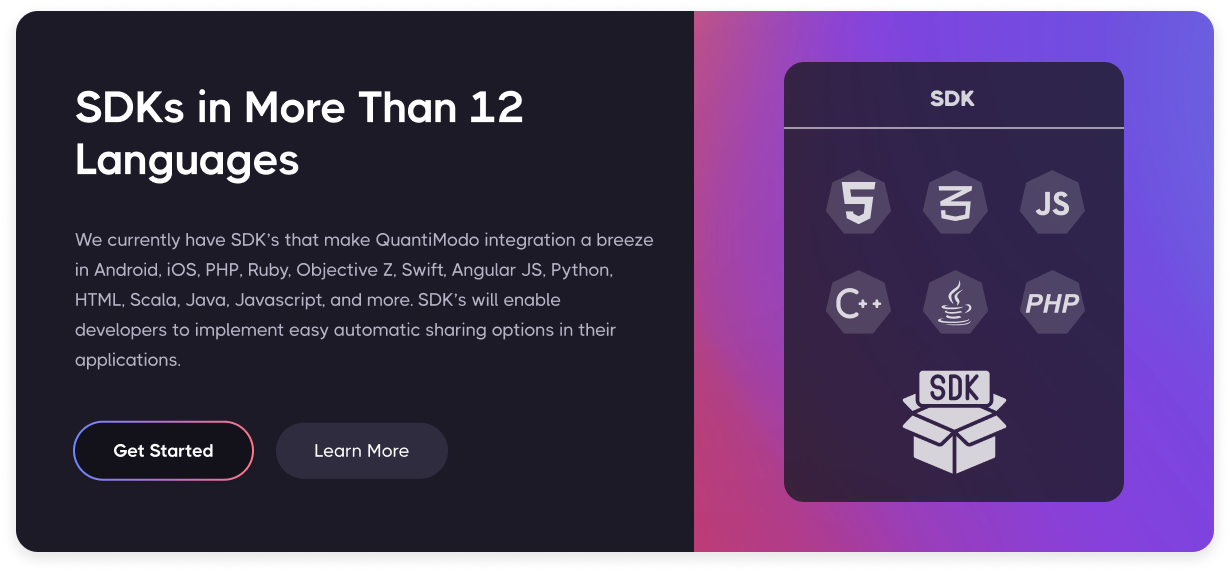 SDKs in More Than 12
Languages
We currently have SDK's that make QuantiModo integration a breeze
in Android, iOS, PHP, Ruby, Objective Z, Swift, Angular JS, Python,
HTML, Scala, Java, Javascript, and more. SDK's will enable
developers to implement easy automatic sharing options in their
applications.
Get Started
Learn More
SDK
5
3
JS
C++
PHP
SDK